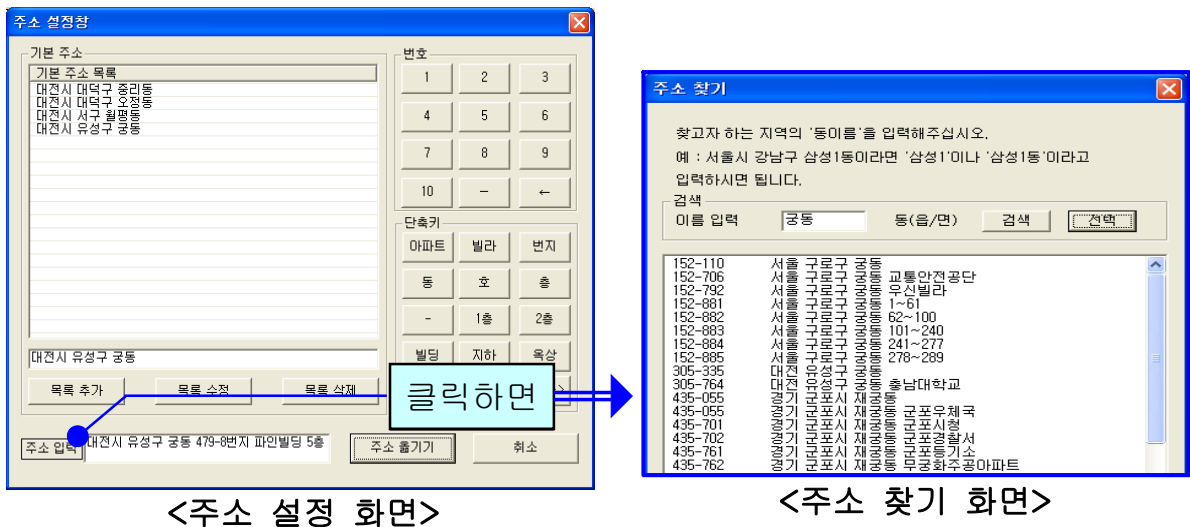 주소 설정창
기본 주소
기본 주소 목록
대전시 대덕구 중리동
대전시 대덕구 오정동
대전시 서구 월평동
대전시 유성구 궁동
대전시 유성구 궁동
목록 추가 목록 수정 목록 삭제
번호
1 2 3
4 5 6
7 8 9
10 - ←
단축키
아파트 빌라 번지
동 호 층
- 1층 2층
빌딩 지하 옥상
클릭하면
주소 입력 대전시 유성구 궁동 479-8번지 파인빌딩 5층
주소 옮기기 취소
<주소 설정 화면>
주소 찾기
찾고자 하는 지역의 '동이름'을 입력해주십시오.
예 : 서울시 강남구 삼성1동이라면 '삼성1'이나 '삼성1동'이라고
입력하시면 됩니다.
검색
이름 입력 궁동 동(읍/면) 검색 선택
152-110 서울 구로구 궁동
152-706 서울 구로구 궁동 교통안전공단
152-792 서울 구로구 궁동 우신빌라
152-881 서울 구로구 궁동 1~61
152-882 서울 구로구 궁동 62~100
152-883 서울 구로구 궁동 101~240
152-884 서울 구로구 궁동 241~277
152-885 서울 구로구 궁동 278~289
305-335 대전 유성구 궁동
305-764 대전 유성구 궁동 충남대학교
435-055 경기 군포시 재궁동
435-055 경기 군포시 재궁동 군포우체국
435-701 경기 군포시 재궁동 군포시청
435-702 경기 군포시 재궁동 군포경찰서
435-761 경기 군포시 재궁동 군포등기소
435-762 경기 군포시 재궁동 무궁화주공아파트
<주소 찾기 화면>